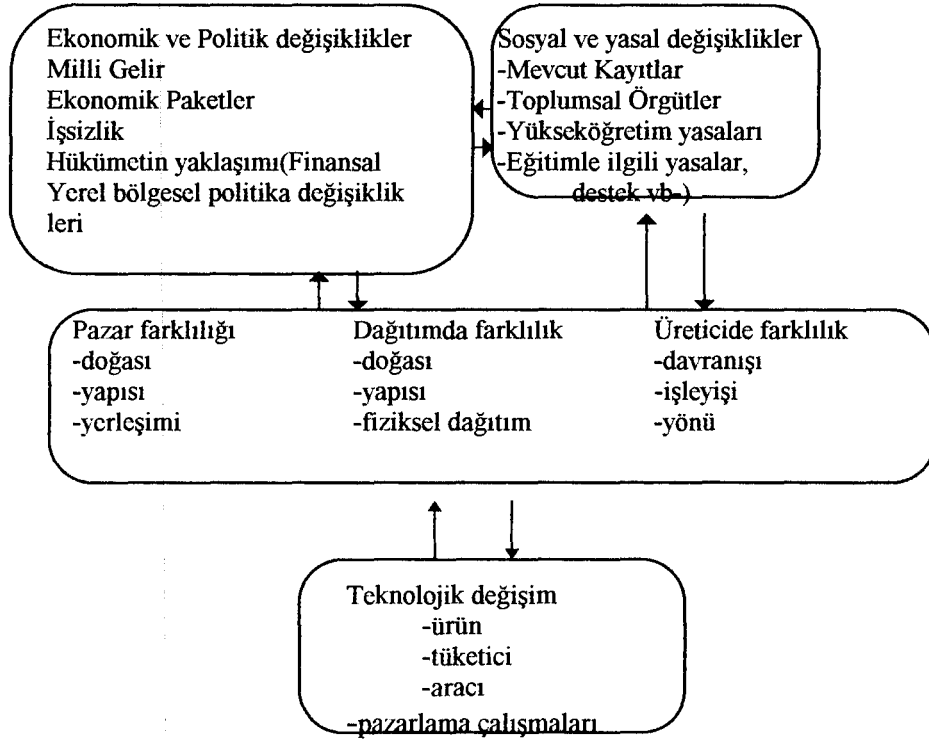 Ekonomik ve Politik değişiklikler
Milli Gelir
Ekonomik Paketler
İşsizlik
Hükümetin yaklaşımı(Finansal
Yerel bölgesel politika değişiklik
leri
Sosyal ve yasal değişiklikler
-Mevcut Kayıtlar
-Toplumsal Örgütler
-Yükseköğretim yasaları
-Eğitimle ilgili yasalar,
destek vb-)
Pazar farklılığı
-doğası
-yapısı
-yerleşimi
Dağıtımda farklılık
-doğası
-yapısı
-fiziksel dağıtım
Üreticide farklılık
-davranışı
-işleyişi
-yönü
Teknolojik değişim
-ürün
-tüketici
-aracı
-pazarlama çalışmaları